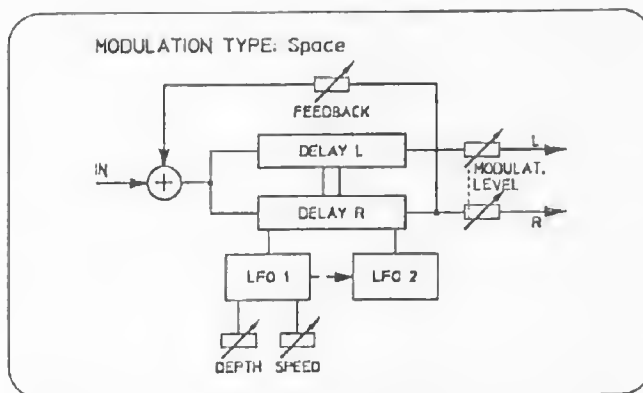 MODULATION TYPE: Space
FEEDBACK
IN
DELAY L
L
MODULAT.
LEVEL
DELAY R
R
LFO 1
LFO 2
DEPTH
SPEED